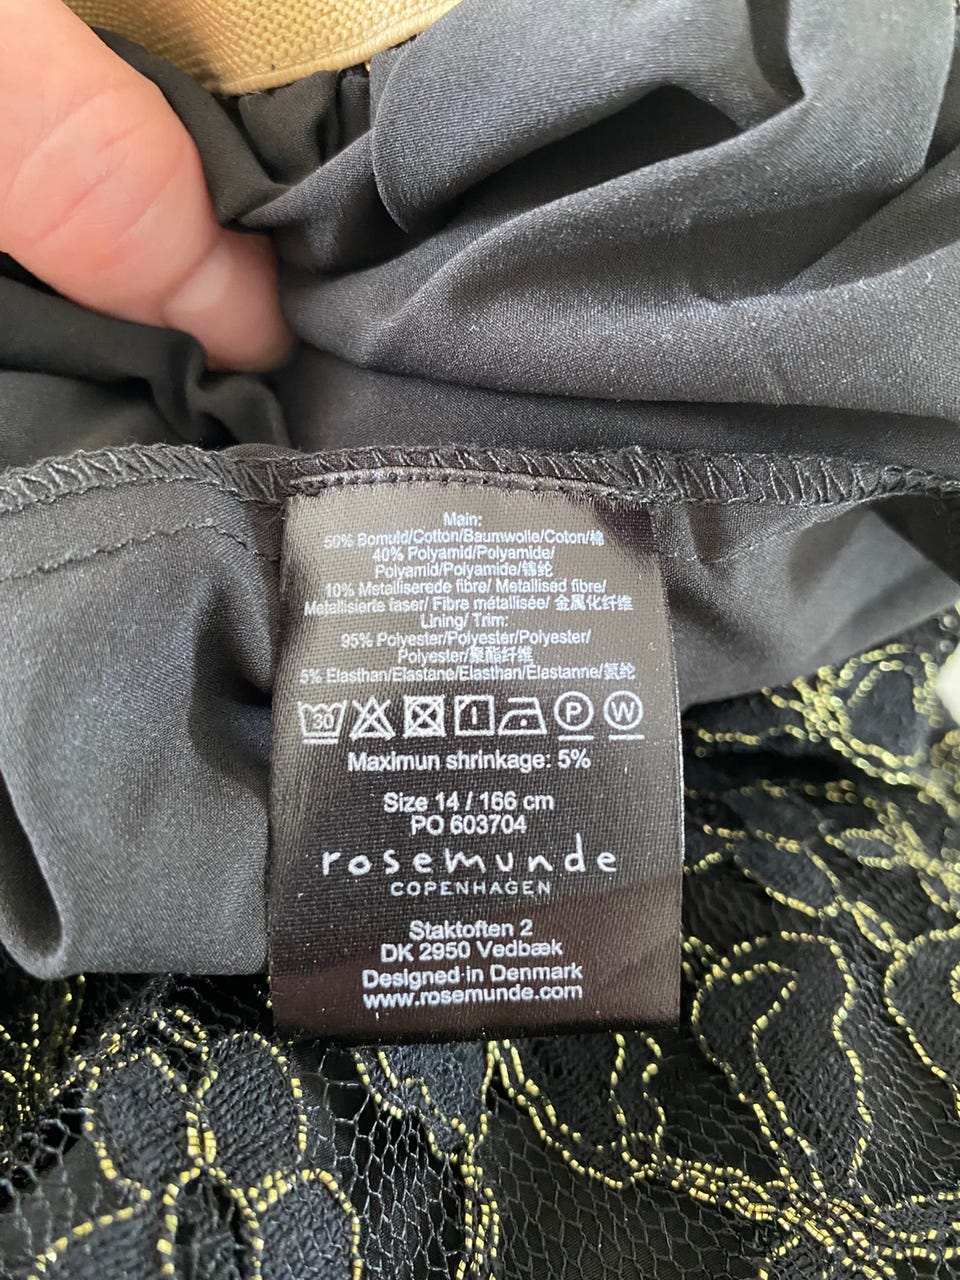 Main:
50% Bomuld/Cotton/Baumwolle/Coton/棉
40% Polyamid/Polyamide/
Polyamid/Polyamide/锦纶
10% Metalliserede fibre/ Metallised fibre/
Metallisierte faser/ Fibra métallisée/ 金属化纤维
Lining/ Trim:
95% Polyester/Polyester/Polyester/
Polyester/聚酯纤维
5% Elasthan/Elastane/Elasthan/Elastanne/氨纶
30
P
W
Maximun shrinkage: 5%
Size 14 / 166 cm
PO 603704
rosemunde
COPENHAGEN
Staktoften 2
DK 2950 Vedbæk
Designed in Denmark
www.rosemunde.com